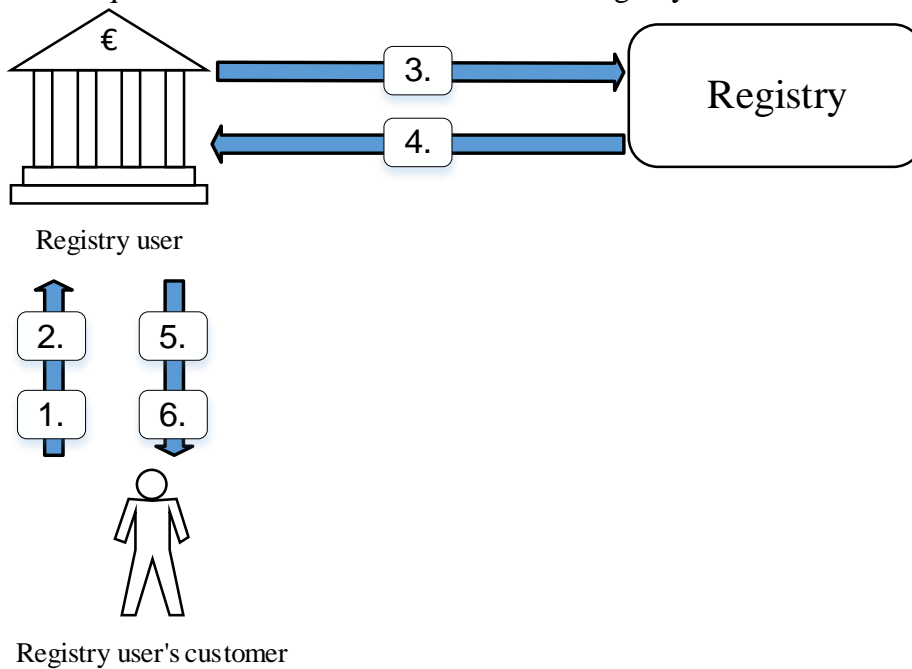 €
3.
Registry
4.
Registry user
2.
5.
1.
6.
Registry user's customer